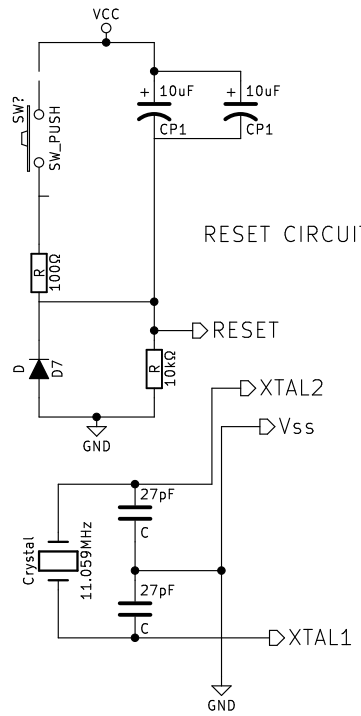 VCC
SW?
SW_PUSH
+ 10uF
CP1
+ 10uF
CP1
RESET CIRCUIT
R
100Ω
RESET
D
D7
R
10kΩ
GND
XTAL2
Vss
27pF
C
Crystal
11.059MHz
27pF
C
XTAL1
GND